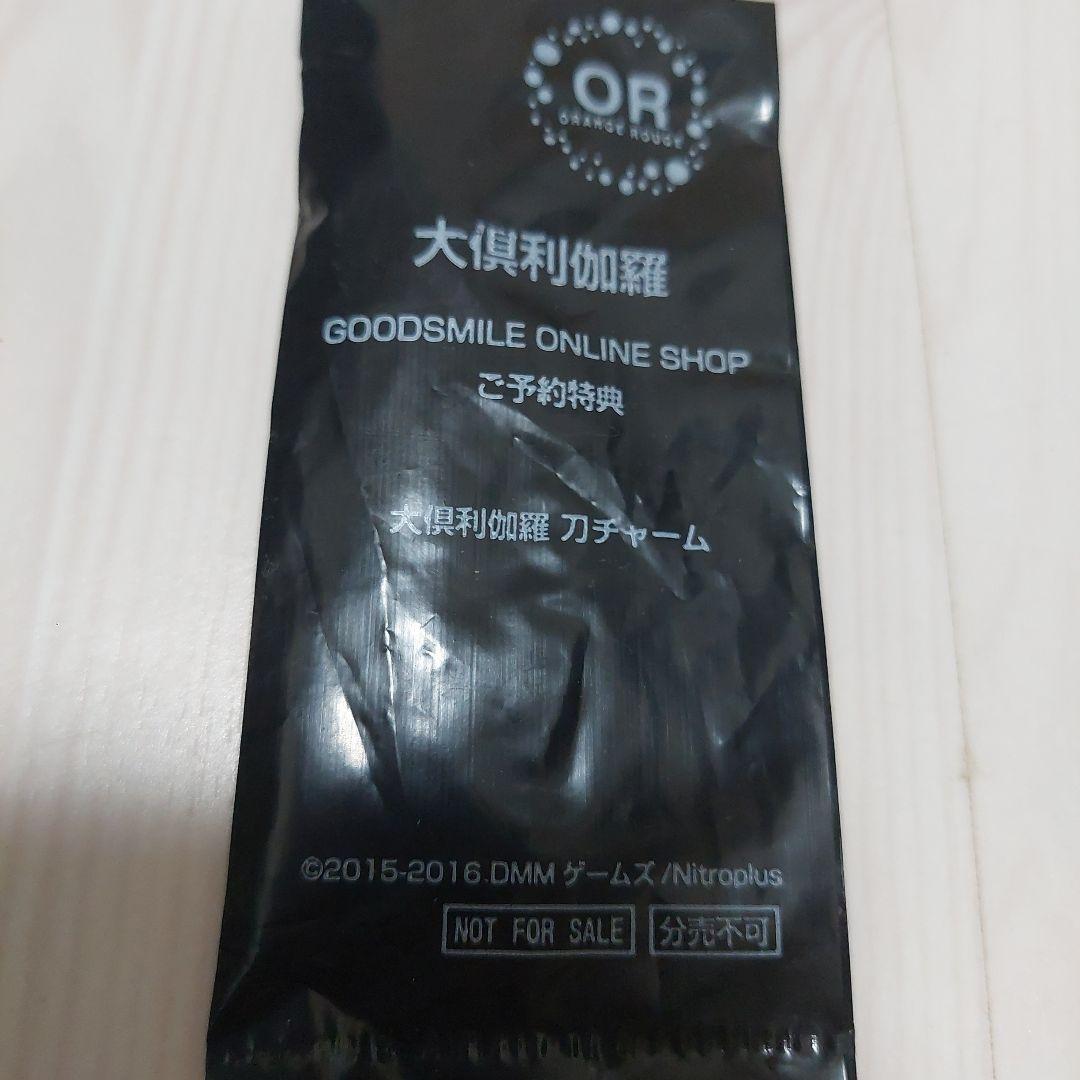 OR
ORANGE ROUGE
大倶利伽羅
GOODSMILE ONLINE SHOP
ご予約特典
大倶利伽羅 刀チャーム
©2015-2016 DMM ゲームズ/Nitroplus
NOT FOR SALE
分売不可